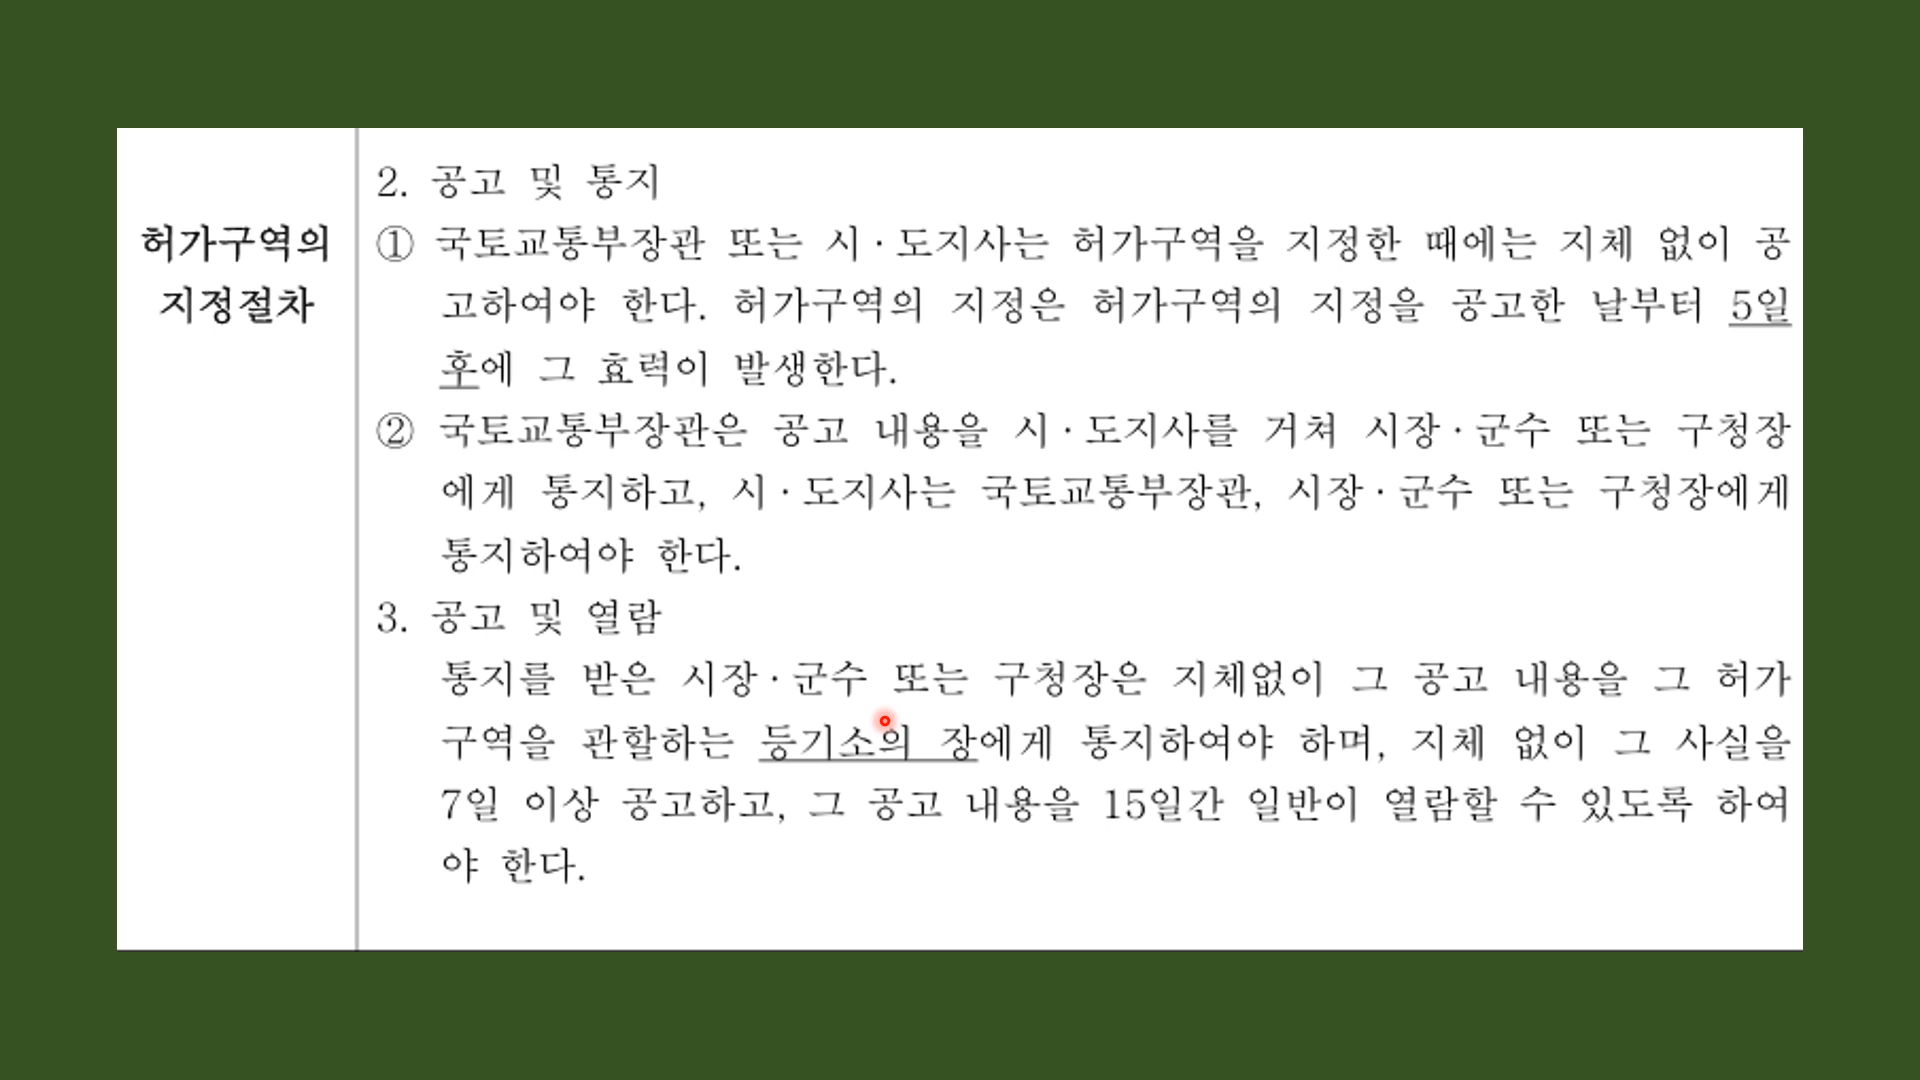 허가구역의
지정절차
2. 공고 및 통지
① 국토교통부장관 또는 시·도지사는 허가구역을 지정한 때에는 지체 없이 공
고하여야 한다. 허가구역의 지정은 허가구역의 지정을 공고한 날부터 5일
후에 그 효력이 발생한다.
② 국토교통부장관은 공고 내용을 시·도지사를 거쳐 시장·군수 또는 구청장
에게 통지하고, 시·도지사는 국토교통부장관, 시장·군수 또는 구청장에게
통지하여야 한다.
3. 공고 및 열람
통지를 받은 시장·군수 또는 구청장은 지체없이 그 공고 내용을 그 허가
구역을 관할하는 등기소의 장에게 통지하여야 하며, 지체 없이 그 사실을
7일 이상 공고하고, 그 공고 내용을 15일간 일반이 열람할 수 있도록 하여
야 한다.